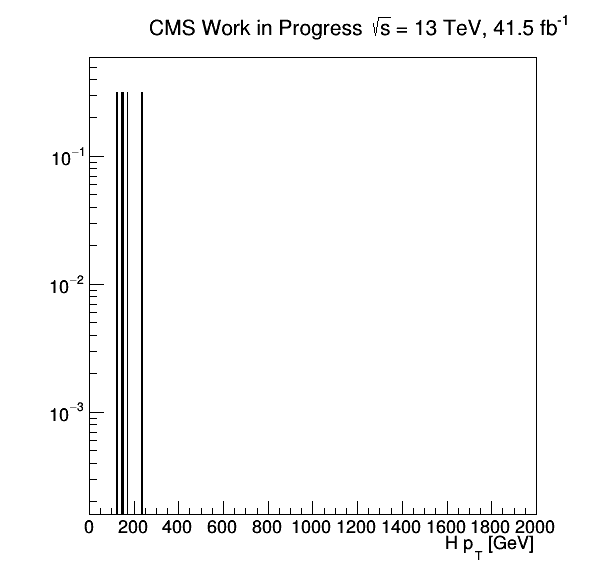 CMS Work in Progress √s = 13 TeV, 41.5 fb⁻¹
10⁻¹
10⁻²
10⁻³
0 200 400 600 800 1000 1200 1400 1600 1800 2000
H p_T [GeV]